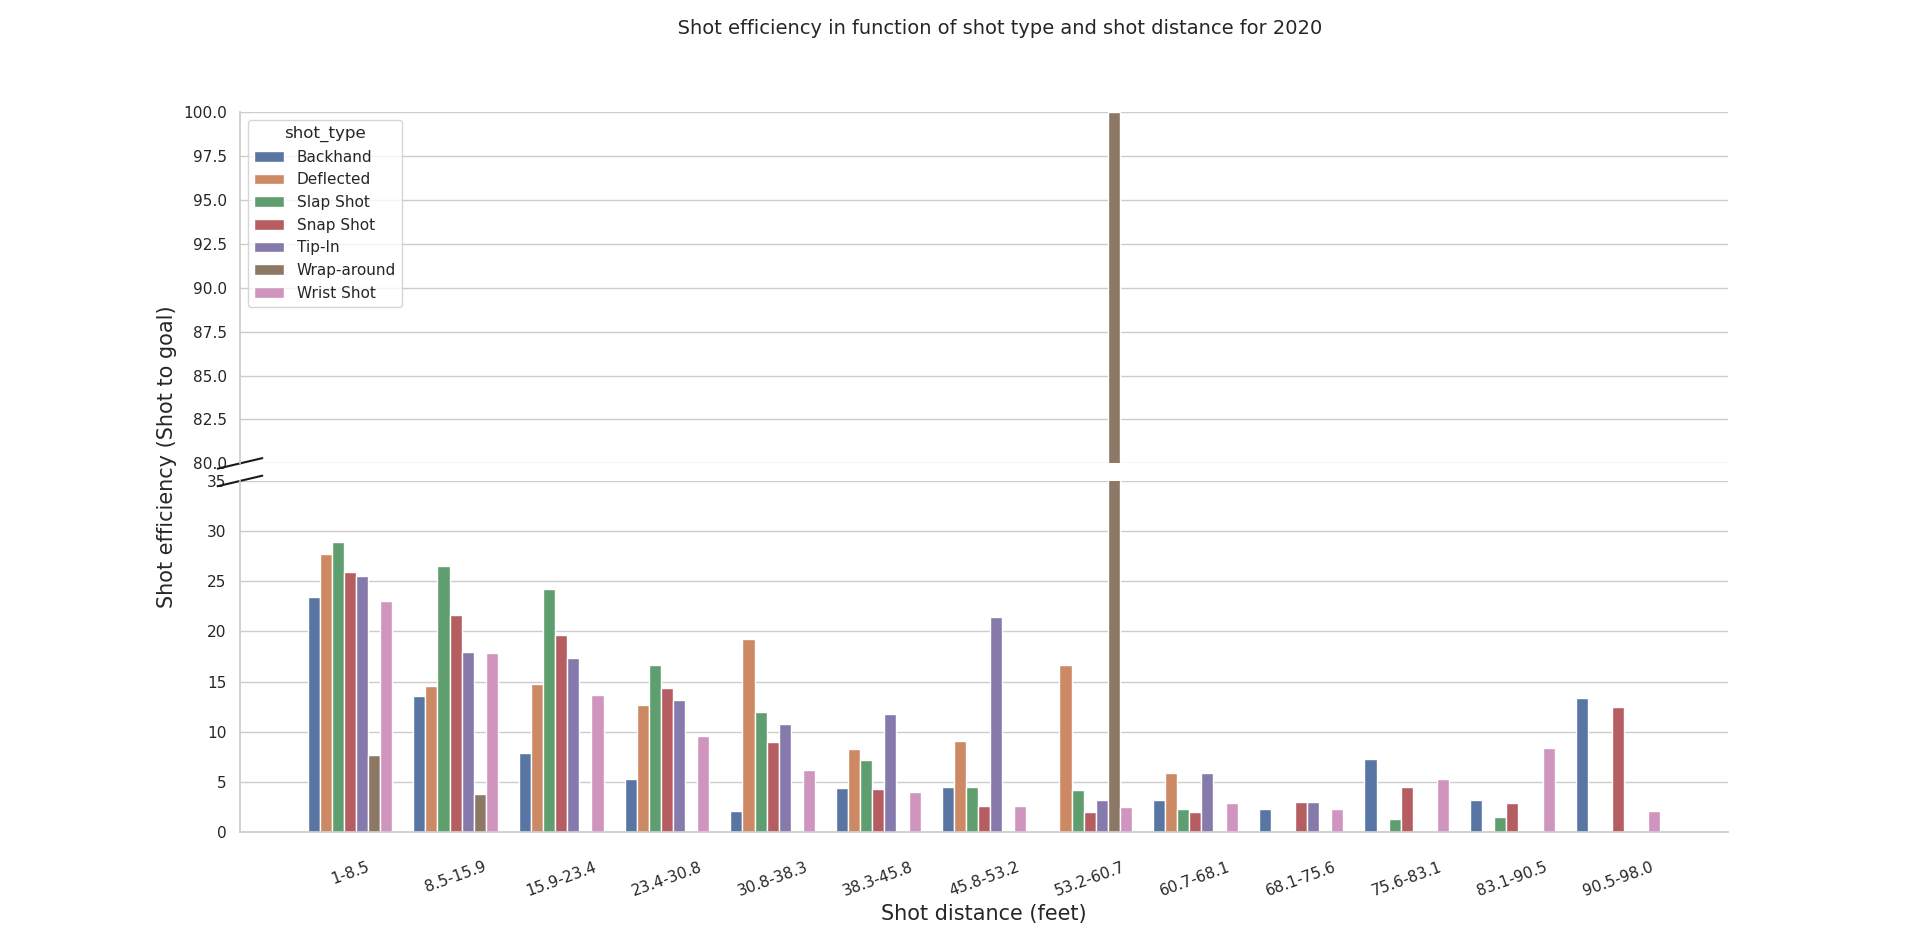 Shot efficiency in function of shot type and shot distance for 2020
100.0
97.5
95.0
92.5
90.0
87.5
85.0
82.5
80.0
shot_type
Backhand
Deflected
Slap Shot
Snap Shot
Tip-In
Wrap-around
Wrist Shot
Shot efficiency (Shot to goal)
35
30
25
20
15
10
5
0
1-8.5
8.5-15.9
15.9-23.4
23.4-30.8
30.8-38.3
38.3-45.8
45.8-53.2
53.2-60.7
60.7-68.1
68.1-75.6
75.6-83.1
83.1-90.5
90.5-98.0
Shot distance (feet)